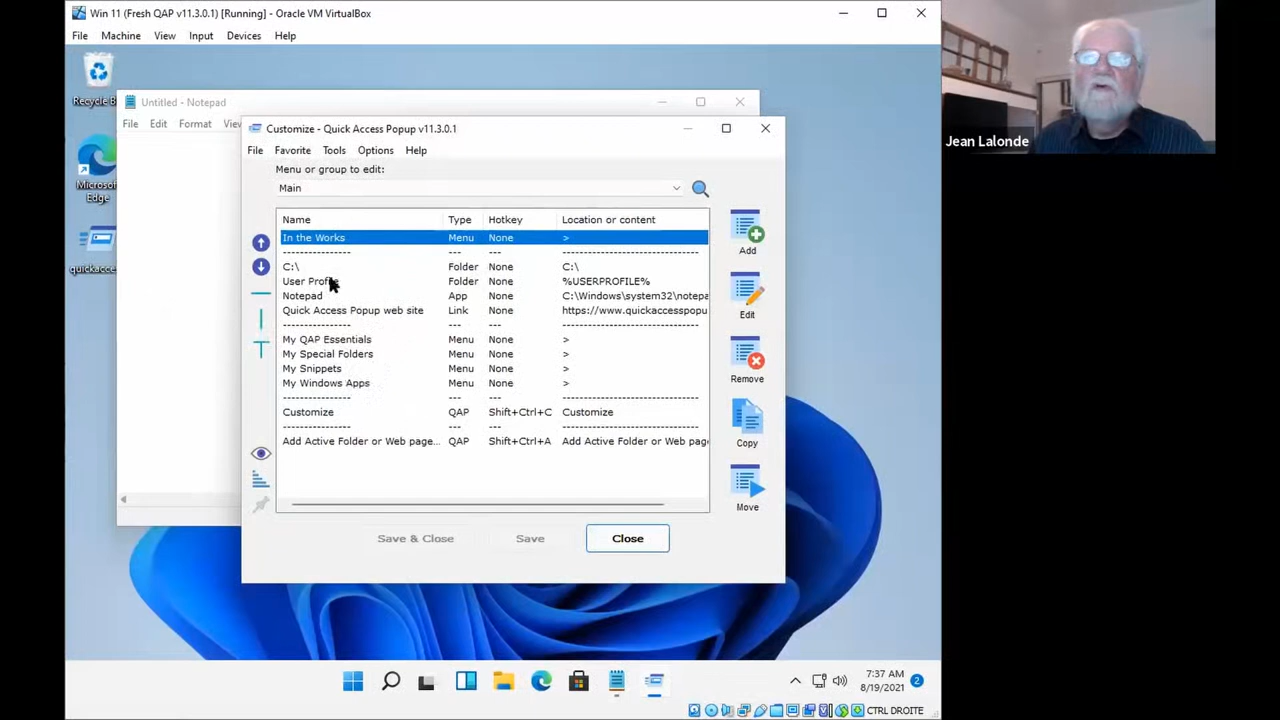 Win 11 (Fresh QAP v11.3.0.1) [Running] - Oracle VM VirtualBox
File Machine View Input Devices Help
Recycle B
Untitled - Notepad
File Edit Format Vie
Microsoft
Edge
quickacce
Customize - Quick Access Popup v11.3.0.1
File Favorite Tools Options Help
Menu or group to edit:
Main
Name Type Hotkey Location or content
In the Works Menu None >
---------------- --- --- ------------------------------
C:\ Folder None C:\
User Profile Folder None %USERPROFILE%
Notepad App None C:\Windows\system32\notepa
Quick Access Popup web site Link None https://www.quickaccesspopu
---------------- --- --- ------------------------------
My QAP Essentials Menu None >
My Special Folders Menu None >
My Snippets Menu None >
My Windows Apps Menu None >
---------------- --- --- ------------------------------
Customize QAP Shift+Ctrl+C Customize
---------------- --- --- ------------------------------
Add Active Folder or Web page... QAP Shift+Ctrl+A Add Active Folder or Web page
Add
Edit
Remove
Copy
Move
Save & Close Save Close
Jean Lalonde
7:37 AM
8/19/2021
2
CTRL DROITE